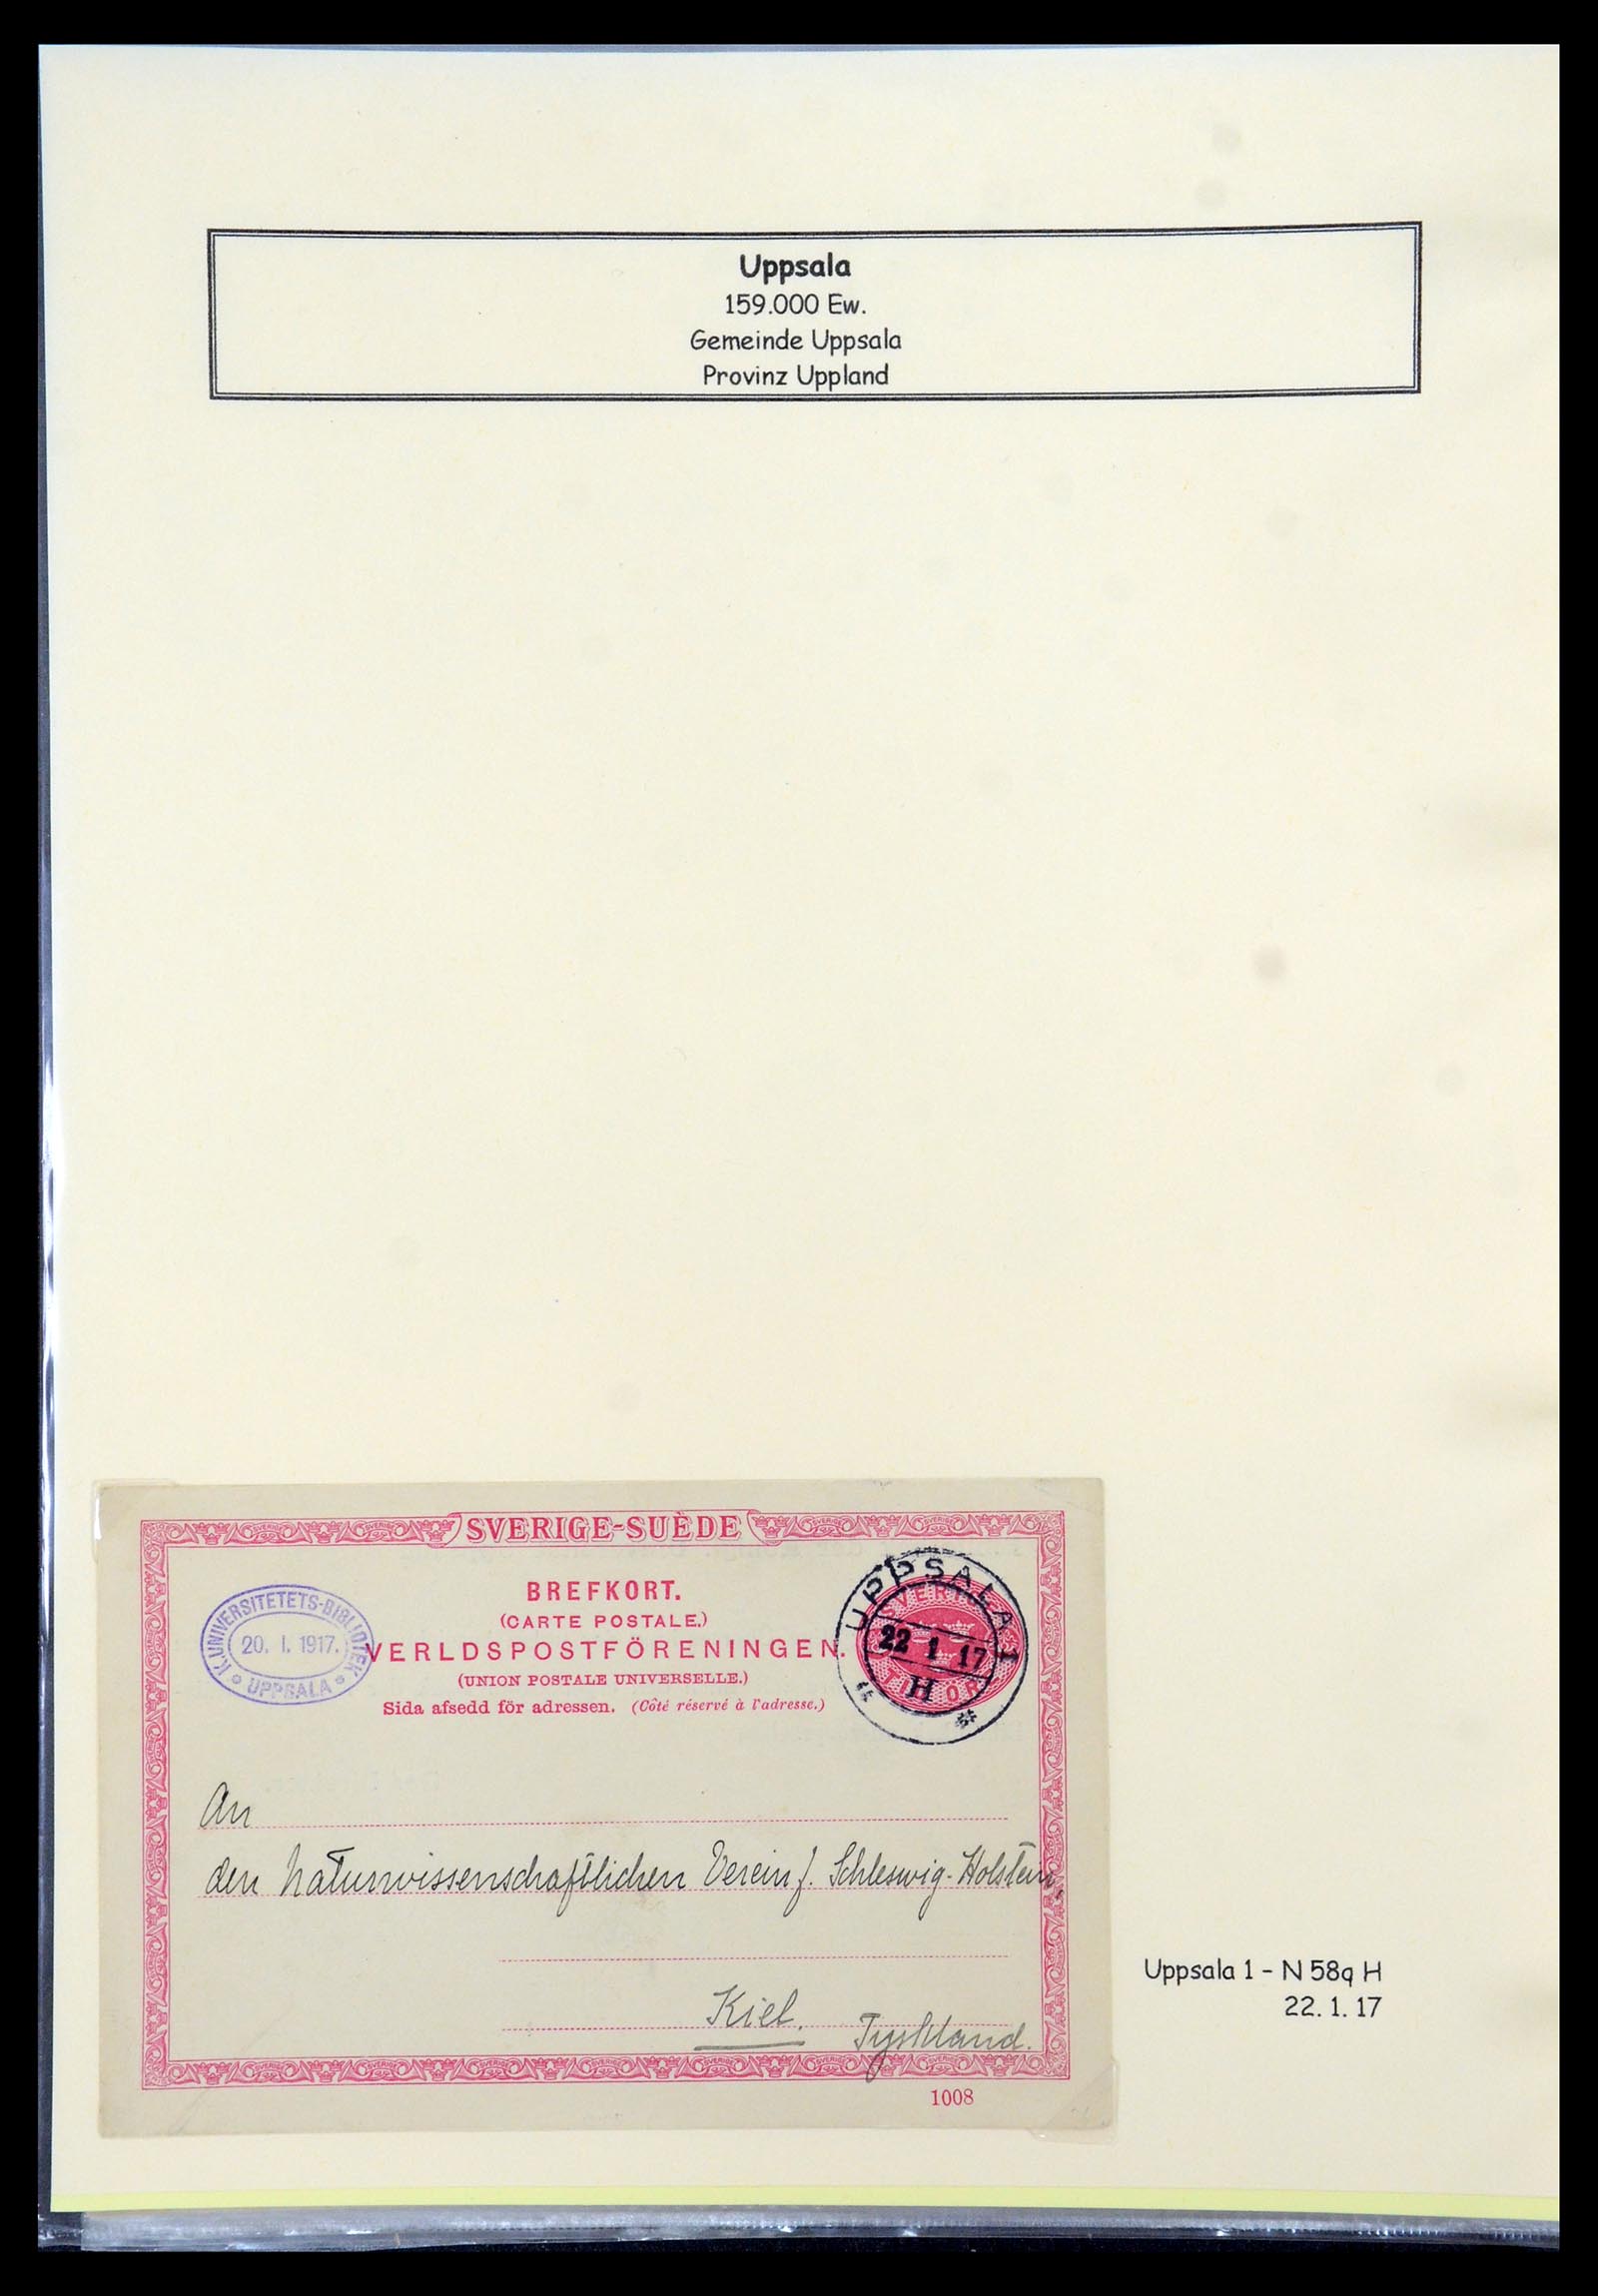 Uppsala
159.000 Ew.
Gemeinde Uppsala
Provinz Uppland
SVERIGE-SUÈDE
BREFKORT.
(CARTE POSTALE.)
VERLDSPOSTFÖRENINGEN.
(UNION POSTALE UNIVERSELLE.)
Sida afsedd för adressen. (Côté réservé à l'adresse.)
K. UNIVERSITETETS-BIBLIOTEK
20. 1. 1917.
UPPSALA
UPPSALA 1
22 1 17
H
An
den Naturwissenschaftlichen Verein f. Schleswig-Holstein,
Kiel.
Tyskland.
1008
Uppsala 1 - N 58q H
22. 1. 17